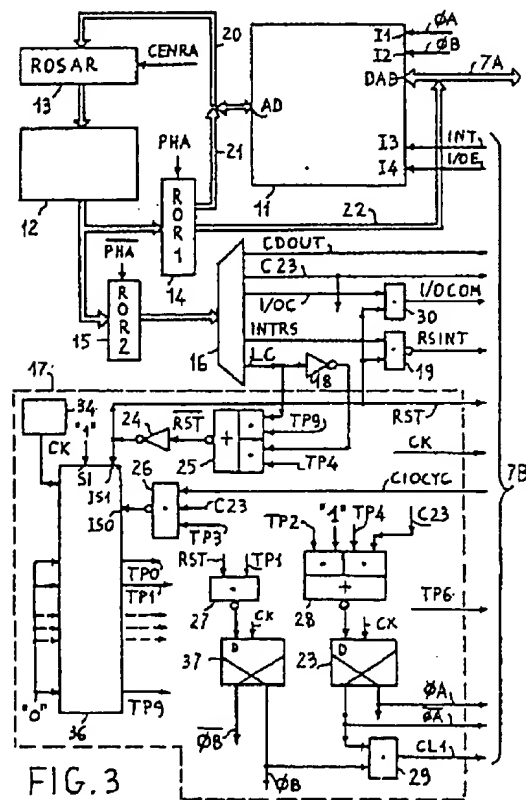 20
I1 ØA
I2 ØB
CENRA
ROSAR
13
DAB 7A
AD
21
PHA
I3 INT
I4 I/OE
11
12
ROR 1
22
14
CDOUT
C23
PHA
ROR 2
I/OC
I/OCOM
30
15
16
INTRS
RSINT
LC
18
19
17
34
"1"
24
RST
RST
CK
TP9
25
TP4
CK
7B
SI
IS1
26
CIOCYC
IS0
C23
TP3
TP2 "1" TP4 C23
RST TP1
TP0
TP1
27
28
TP6
CK
CK
D
D
37
23
TP9
ØA
ØA
"0"
36
ØB
CL1
29
ØB
FIG. 3